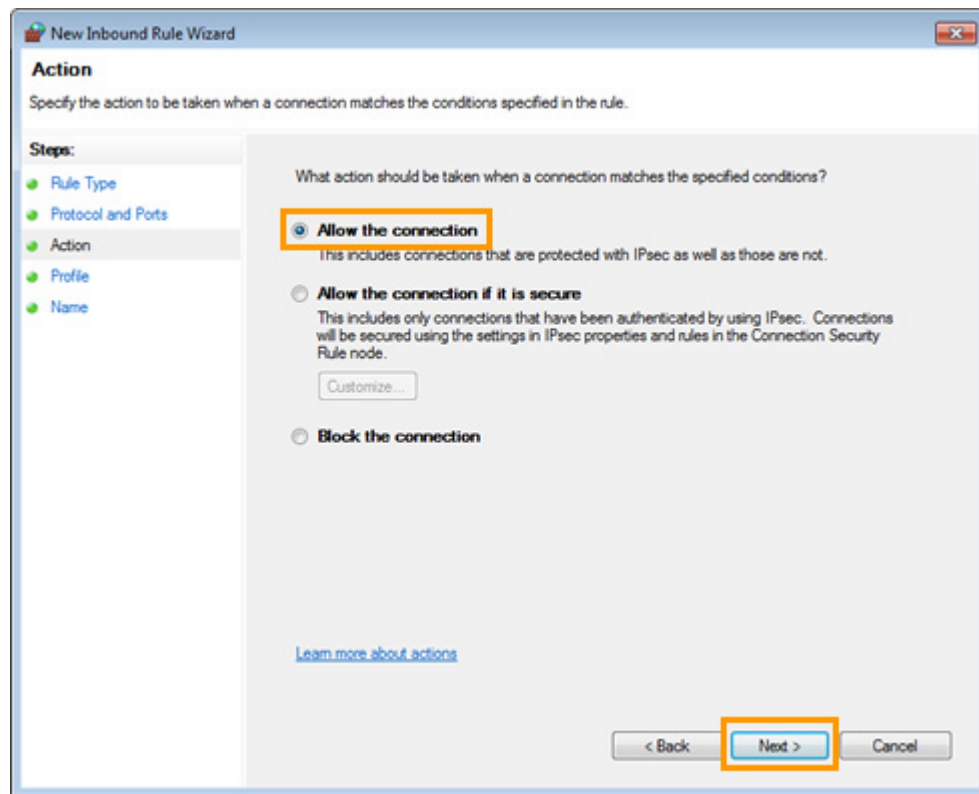 New Inbound Rule Wizard
Action
Specify the action to be taken when a connection matches the conditions specified in the rule.
Steps:
Rule Type
Protocol and Ports
Action
Profile
Name
What action should be taken when a connection matches the specified conditions?
Allow the connection
This includes connections that are protected with IPsec as well as those are not.
Allow the connection if it is secure
This includes only connections that have been authenticated by using IPsec. Connections
will be secured using the settings in IPsec properties and rules in the Connection Security
Rule node.
Customize...
Block the connection
Learn more about actions
< Back
Next >
Cancel